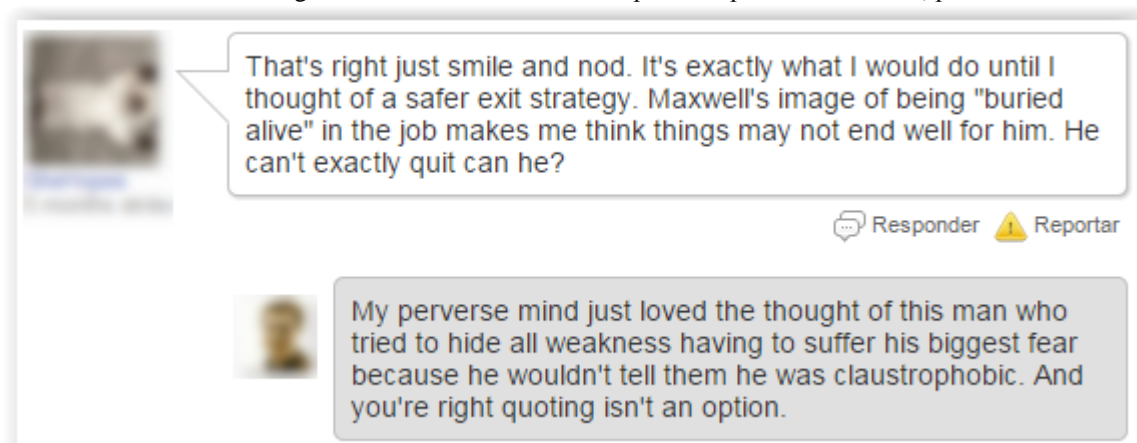 That's right just smile and nod. It's exactly what I would do until I
thought of a safer exit strategy. Maxwell's image of being "buried
alive" in the job makes me think things may not end well for him. He
can't exactly quit can he?
Responder Reportar
My perverse mind just loved the thought of this man who
tried to hide all weakness having to suffer his biggest fear
because he wouldn't tell them he was claustrophobic. And
you're right quoting isn't an option.